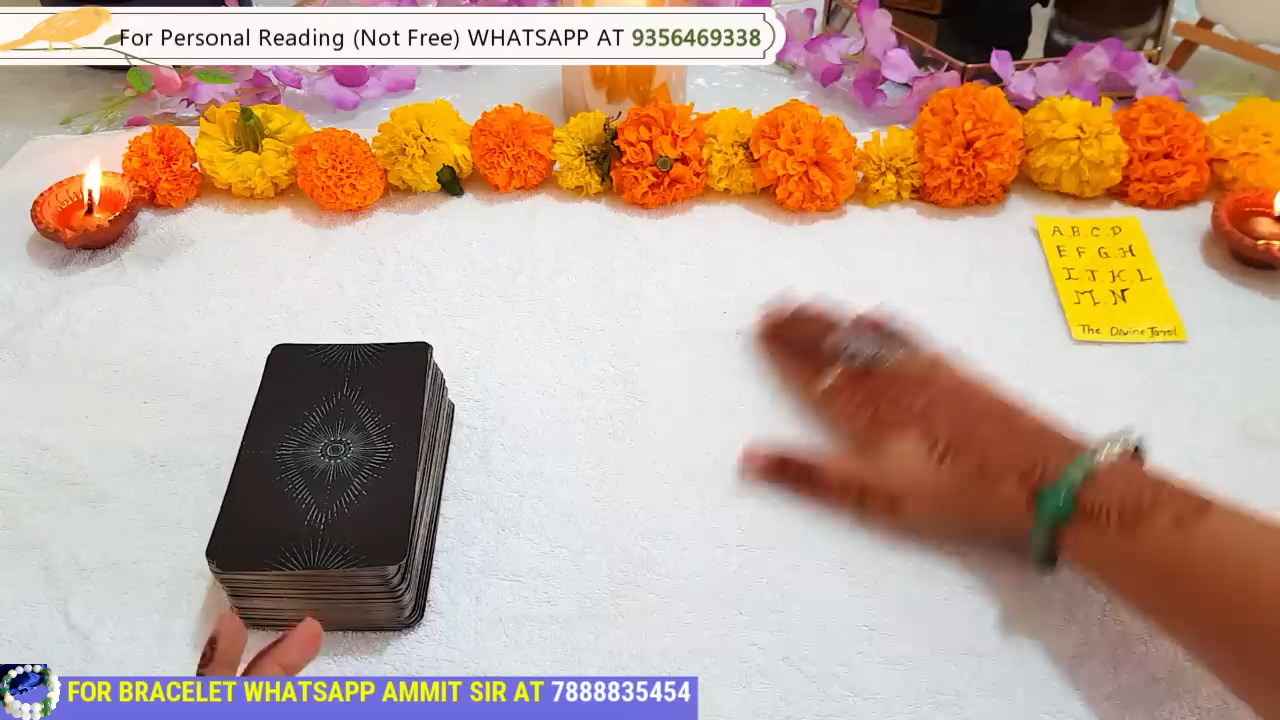 For Personal Reading (Not Free) WHATSAPP AT 9356469338
A B C D
E F G H
I J K L
M N
The Divine Tarot
FOR BRACELET WHATSAPP AMMIT SIR AT 7888835454